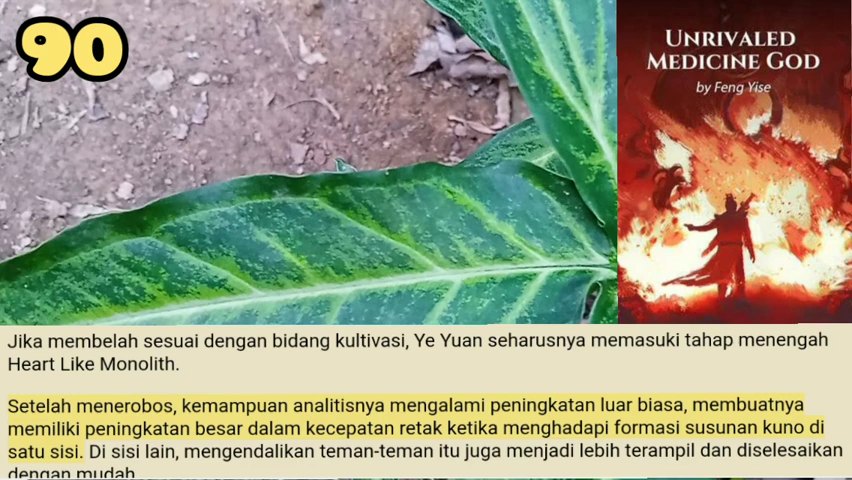 90
UNRIVALED
MEDICINE GOD
by Feng Yise
Jika membelah sesuai dengan bidang kultivasi, Ye Yuan seharusnya memasuki tahap menengah
Heart Like Monolith.
Setelah menerobos, kemampuan analitisnya mengalami peningkatan luar biasa, membuatnya
memiliki peningkatan besar dalam kecepatan retak ketika menghadapi formasi susunan kuno di
satu sisi. Di sisi lain, mengendalikan teman-teman itu juga menjadi lebih terampil dan diselesaikan
dengan mudah